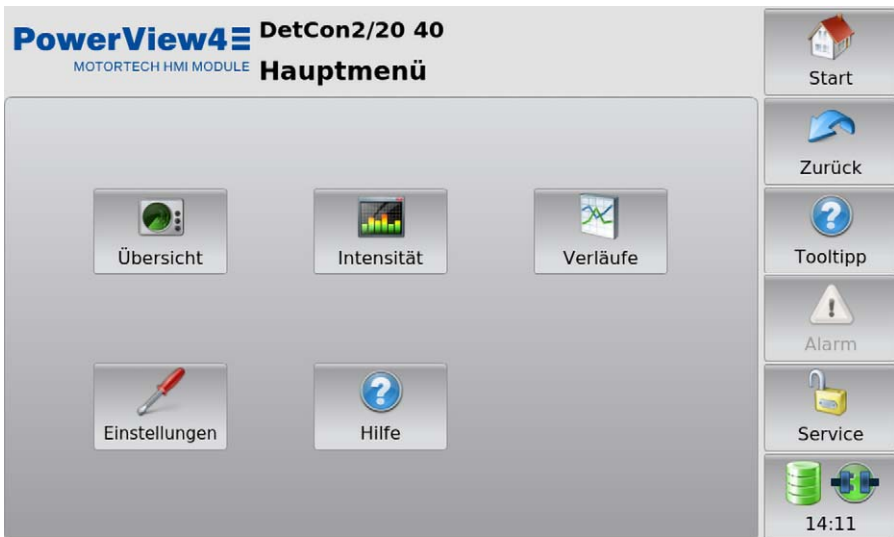 PowerView4
MOTORTECH HMI MODULE
DetCon2/20 40
Hauptmenü
Übersicht
Intensität
Verläufe
Einstellungen
Hilfe
Start
Zurück
Tooltipp
Alarm
Service
14:11